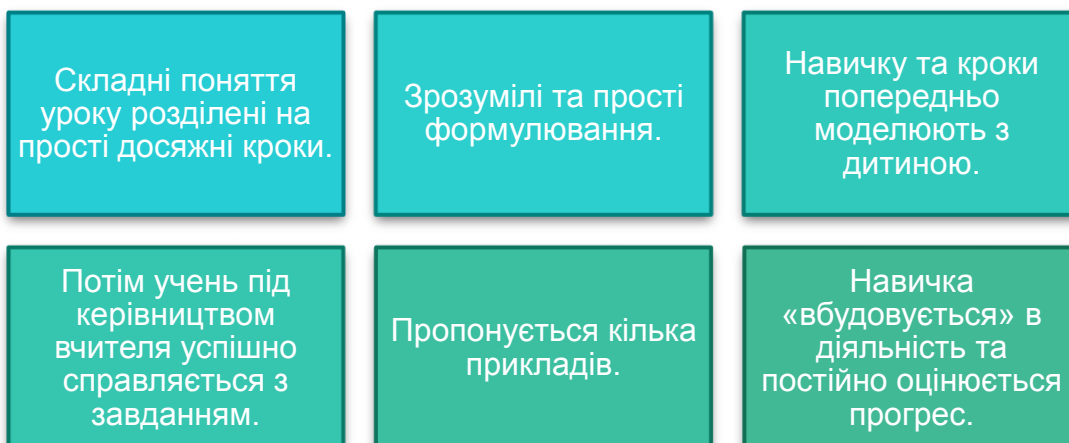 Складні поняття
уроку розділені на
прості досяжні кроки.
Зрозумілі та прості
формулювання.
Навичку та кроки
попередньо
моделюють з
дитиною.
Потім учень під
керівництвом
вчителя успішно
справляється з
завданням.
Пропонується кілька
прикладів.
Навичка
«вбудовується» в
діяльність та
постійно оцінюється
прогрес.